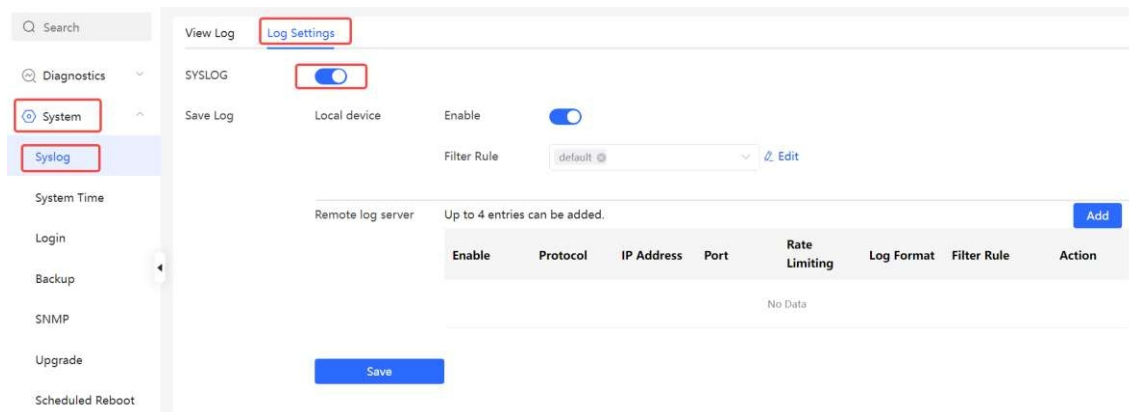 Search
Diagnostics
System
Syslog
System Time
Login
Backup
SNMP
Upgrade
Scheduled Reboot
View Log Log Settings
SYSLOG
Save Log Local device Enable
Filter Rule default Edit
Remote log server Up to 4 entries can be added. Add
Enable Protocol IP Address Port Rate Limiting Log Format Filter Rule Action
No Data
Save